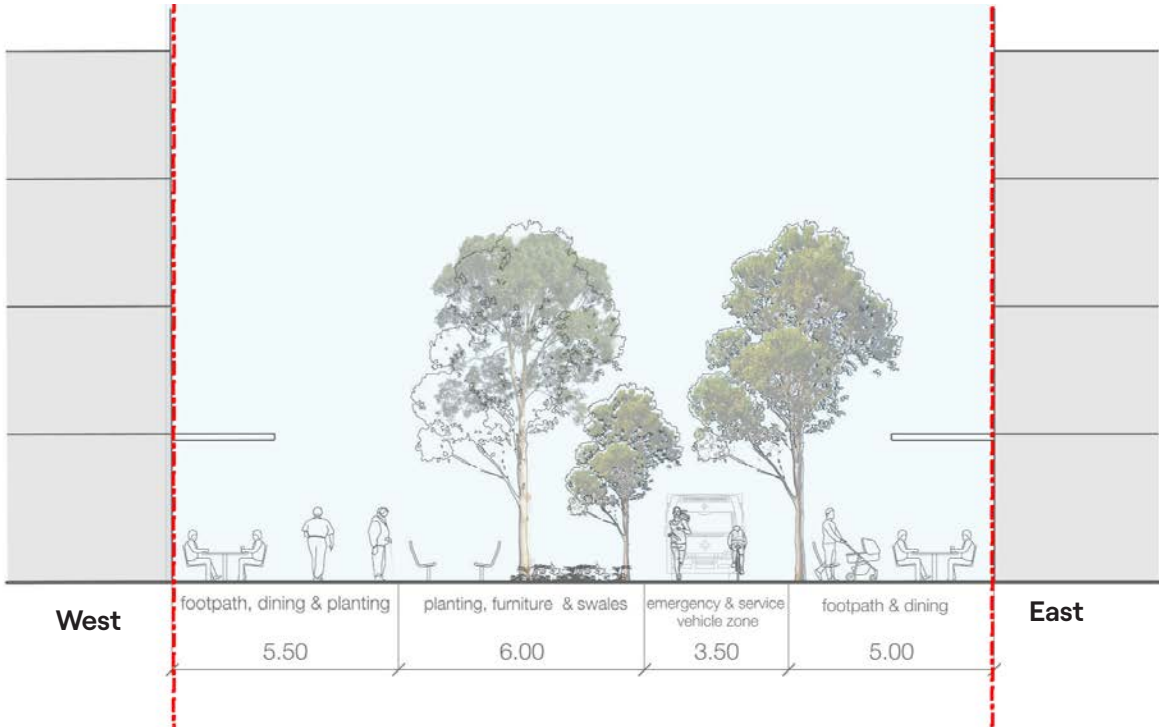 West
footpath, dining & planting
5.50
planting, furniture & swales
6.00
emergency & service
vehicle zone
3.50
footpath & dining
5.00
East